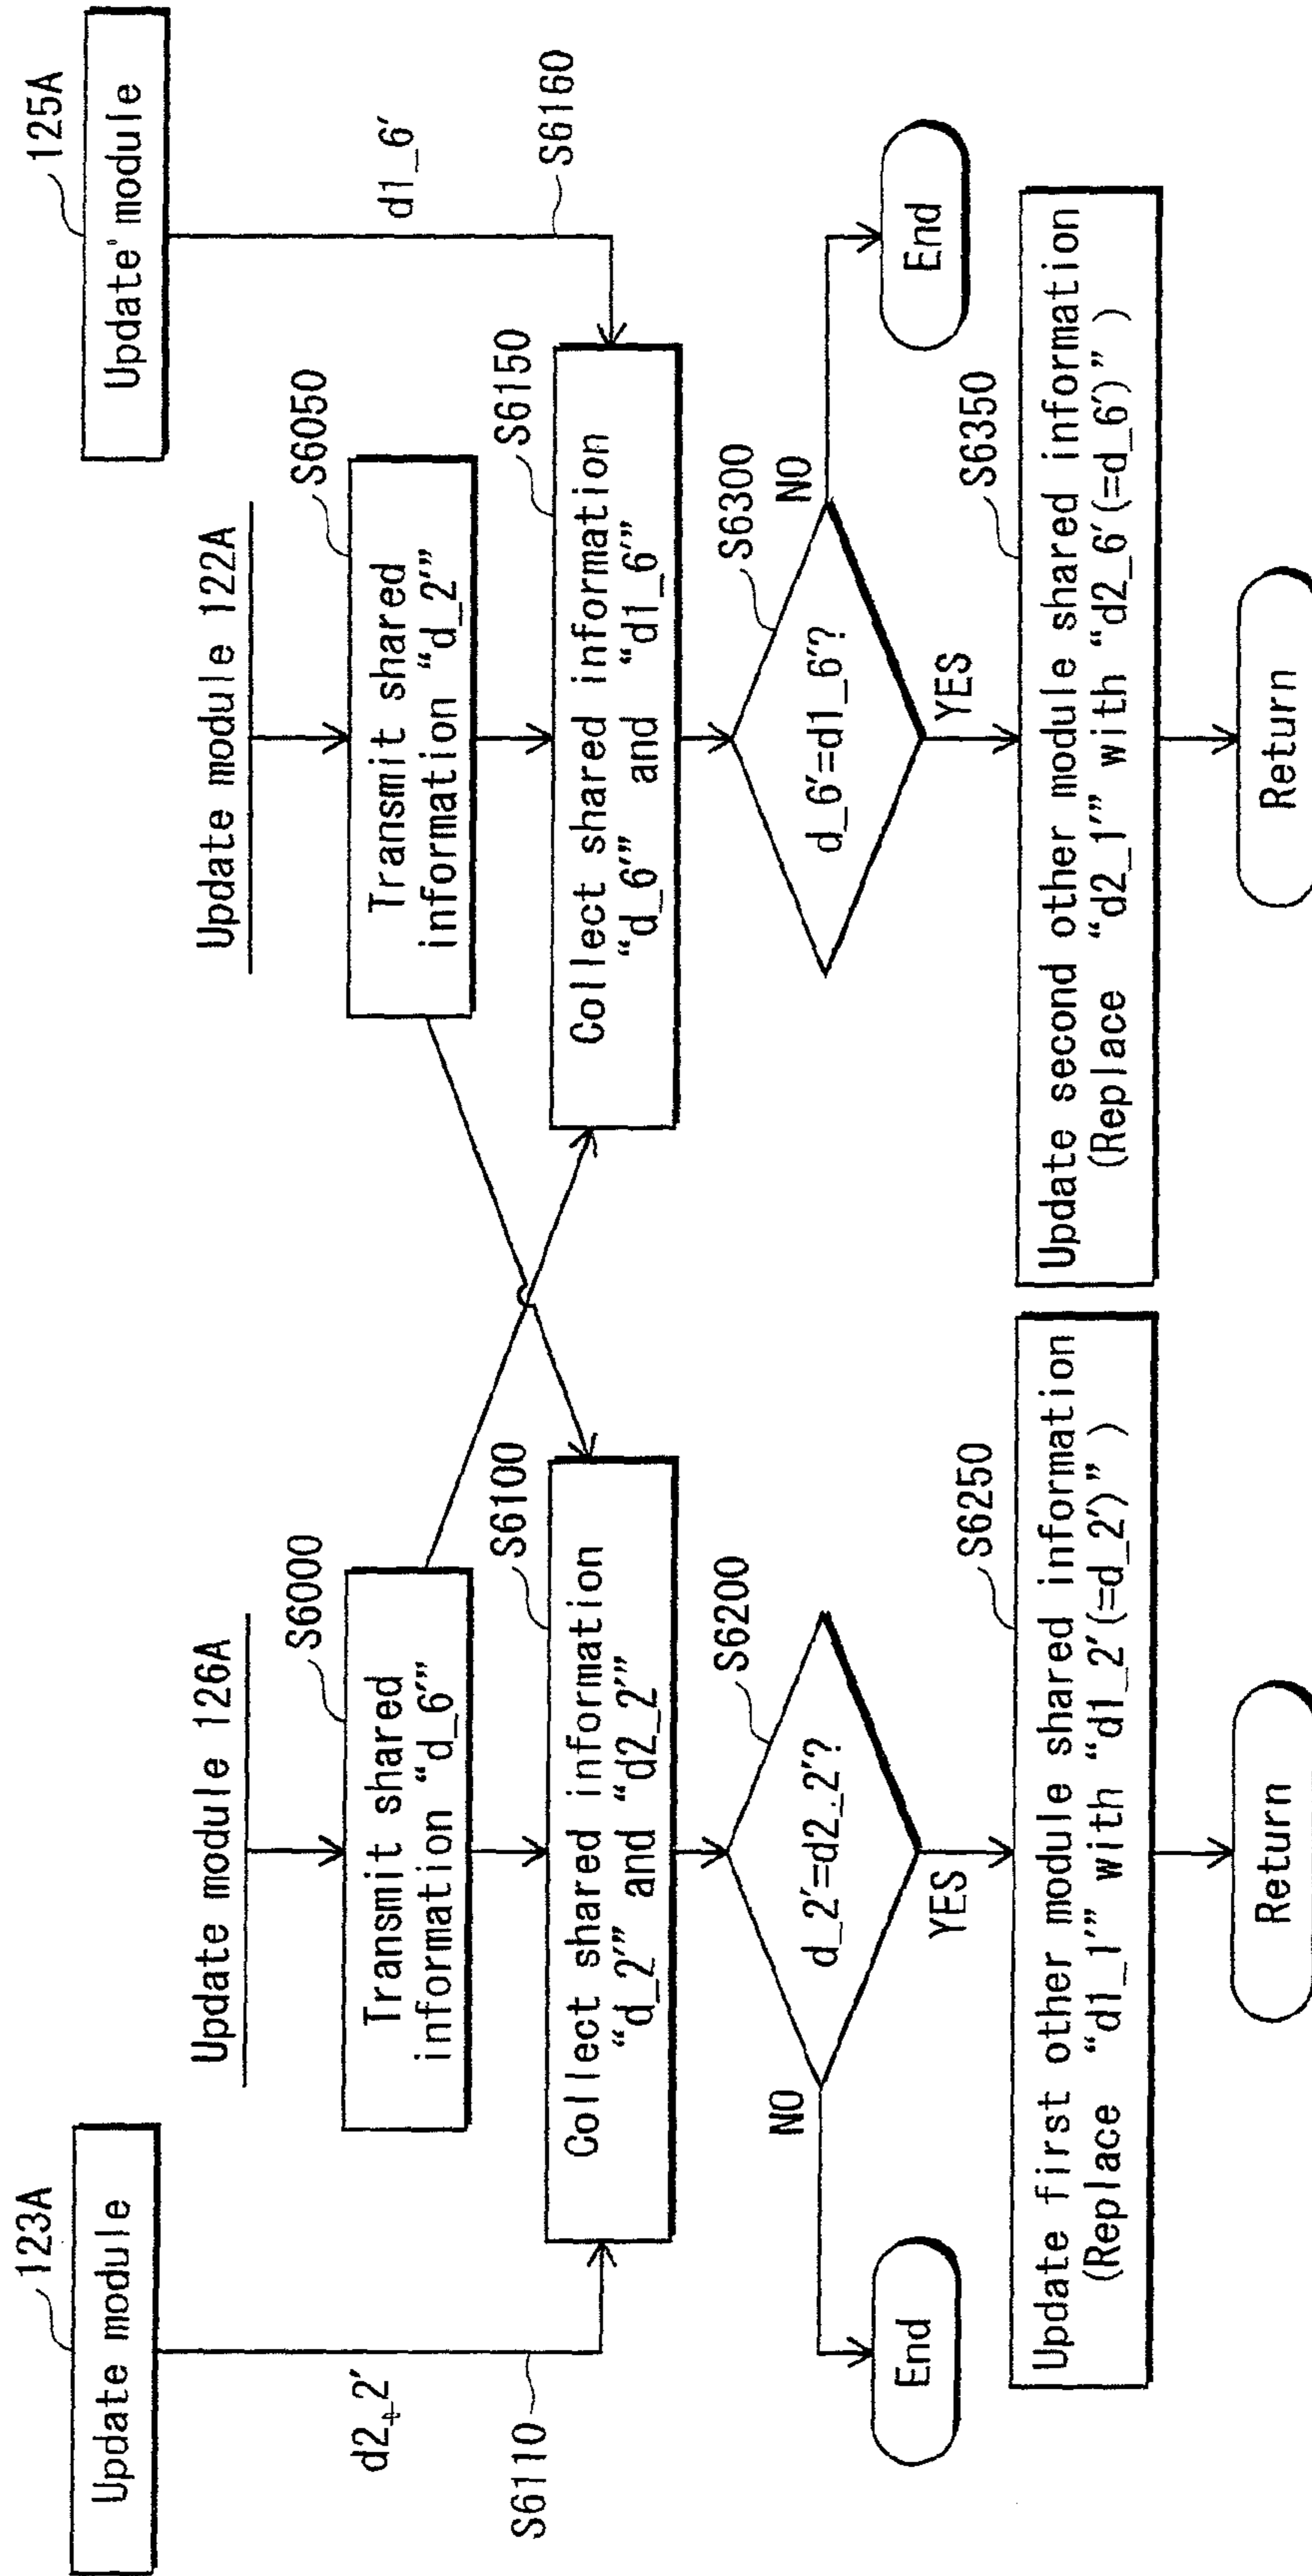 123A
Update module
d2_2'
S6110
Update module 126A
S6000
Transmit shared
information “d_6'”
S6100
Collect shared information
“d_2'” and “d2_2'”
S6200
d_2'=d2_2'?
NO
End
YES
S6250
Update first other module shared information
(Replace “d1_1'” with “d1_2'(=d_2')” )
Return
Update module 122A
S6050
Transmit shared
information “d_2'”
125A
Update module
d1_6'
S6160
S6150
Collect shared information
“d_6'” and “d1_6'”
S6300
d_6'=d1_6'?
NO
End
YES
S6350
Update second other module shared information
(Replace “d2_1'” with “d2_6'(=d_6')” )
Return